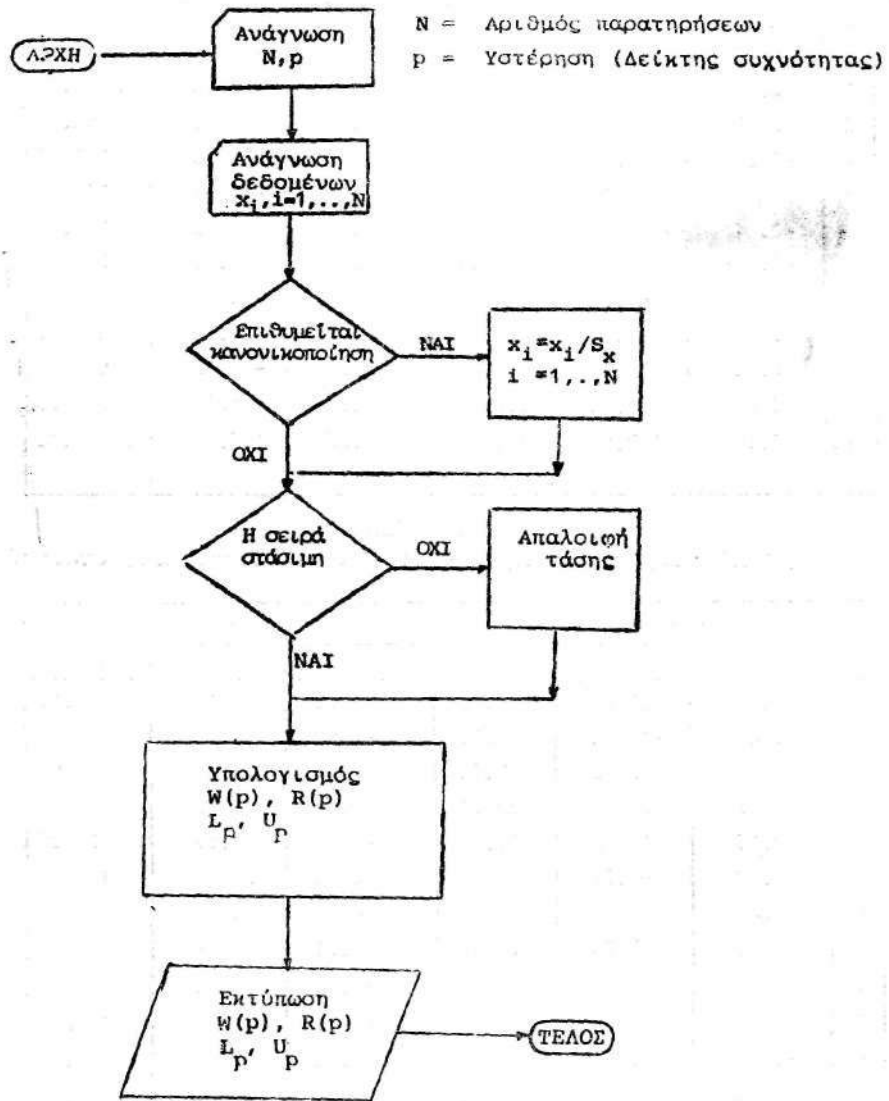 ΑΡΧΗ
Ανάγνωση
N,p
N = Αριθμός παρατηρήσεων
p = Υστέρηση (Δείκτης συχνότητας)
Ανάγνωση
δεδομένων
x_i, i=1,..,N
Επιθυμείται
κανονικοποίηση
ΝΑΙ
x_i=x_i/S_x
i =1,.,N
ΟΧΙ
Η σειρά
στάσιμη
ΟΧΙ
Απαλοιφή
τάσης
ΝΑΙ
Υπολογισμός
W(p), R(p)
L_p, U_p
Εκτύπωση
W(p), R(p)
L_p, U_p
ΤΕΛΟΣ